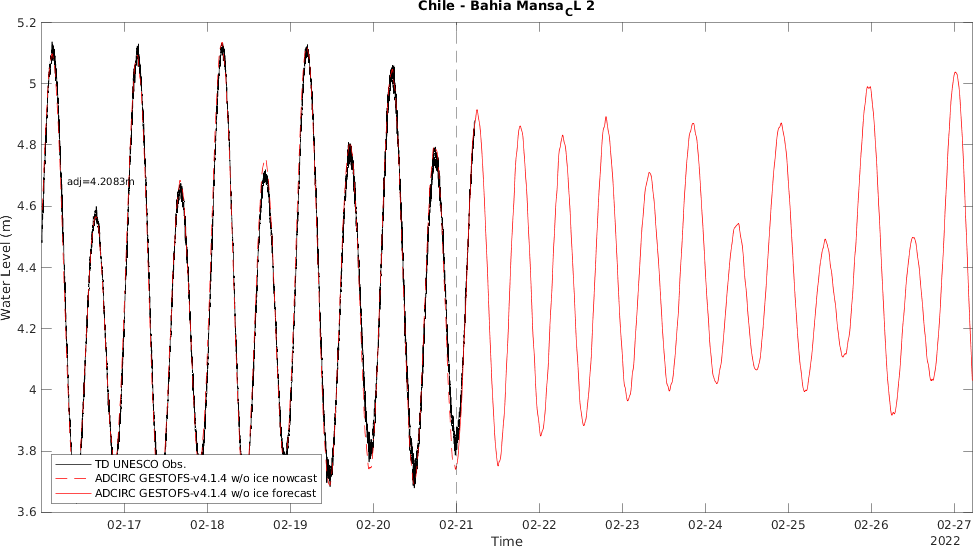 Chile - Bahia Mansa_CL 2
5.2
5
4.8
4.6
4.4
4.2
4
3.8
3.6
Water Level (m)
adj=4.2083m
TD UNESCO Obs.
ADCIRC GESTOFS-v4.1.4 w/o ice nowcast
ADCIRC GESTOFS-v4.1.4 w/o ice forecast
02-17 02-18 02-19 02-20 02-21 02-22 02-23 02-24 02-25 02-26 02-27
Time
2022